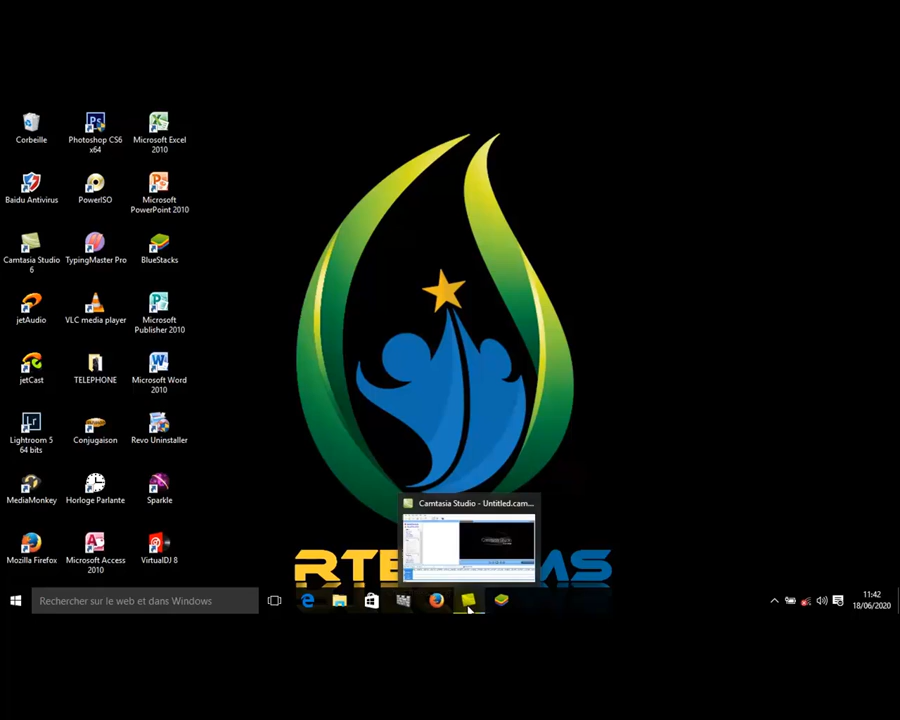 Corbeille
Photoshop CS6
x64
Microsoft Excel
2010
Baidu Antivirus
PowerISO
Microsoft
PowerPoint 2010
Camtasia Studio
6
TypingMaster Pro
BlueStacks
jetAudio
VLC media player
Microsoft
Publisher 2010
jetCast
TELEPHONE
Microsoft Word
2010
Lightroom 5
64 bits
Conjugaison
Revo Uninstaller
MediaMonkey
Horloge Parlante
Sparkle
Mozilla Firefox
Microsoft Access
2010
VirtualDJ 8
Camtasia Studio - Untitled.cam...
Rechercher sur le web et dans Windows
11:42
18/06/2020